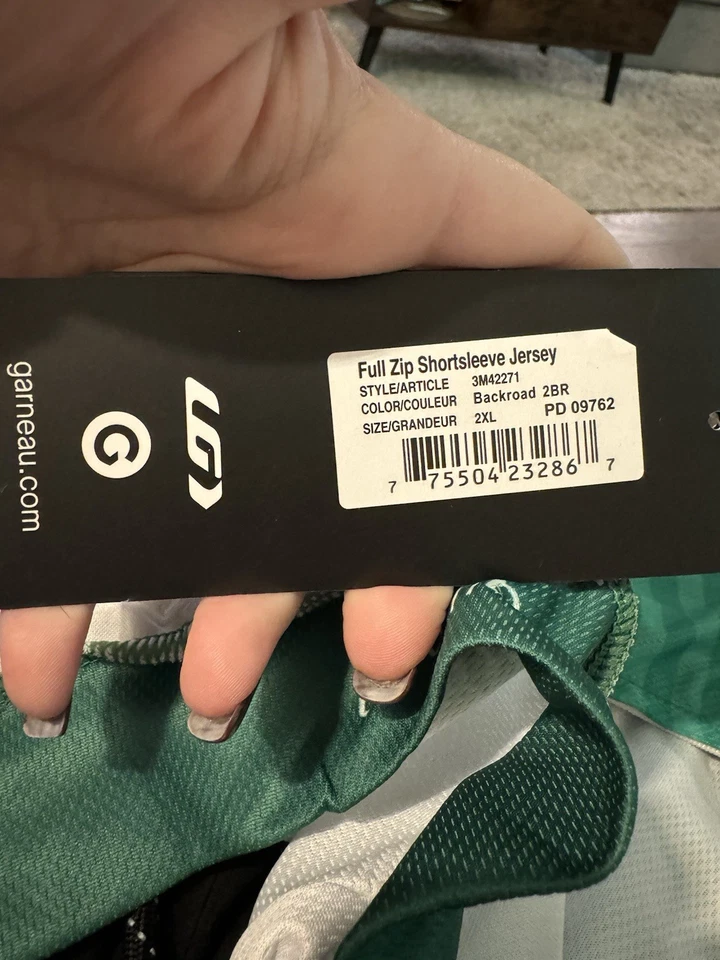 garneau.com
G
LG
Full Zip Shortsleeve Jersey
STYLE/ARTICLE 3M42271
COLOR/COULEUR Backroad 2BR
SIZE/GRANDEUR 2XL PD 09762
7 75504 23286 7